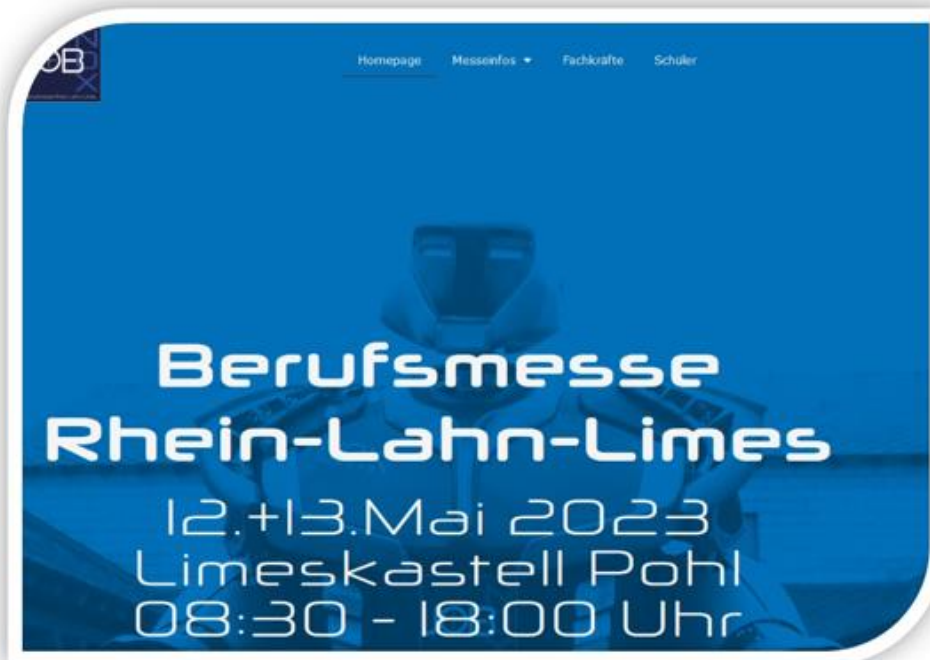 OB
Homepage Messeinfos Fachkräfte Schüler
Berufsmesse
Rhein-Lahn-Limes
12.+13.Mai 2023
Limeskastell Pohl
08:30 - 18:00 Uhr